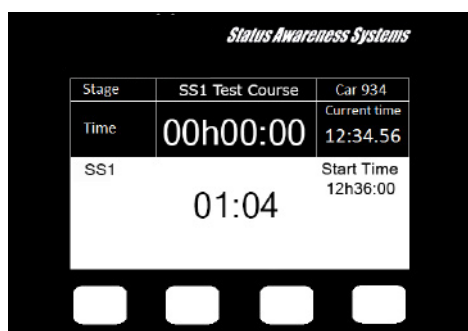 Status Awareness Systems
Stage SS1 Test Course Car 934
Current time
Time 00h00:00 12:34.56
SS1 Start Time
12h36:00
01:04